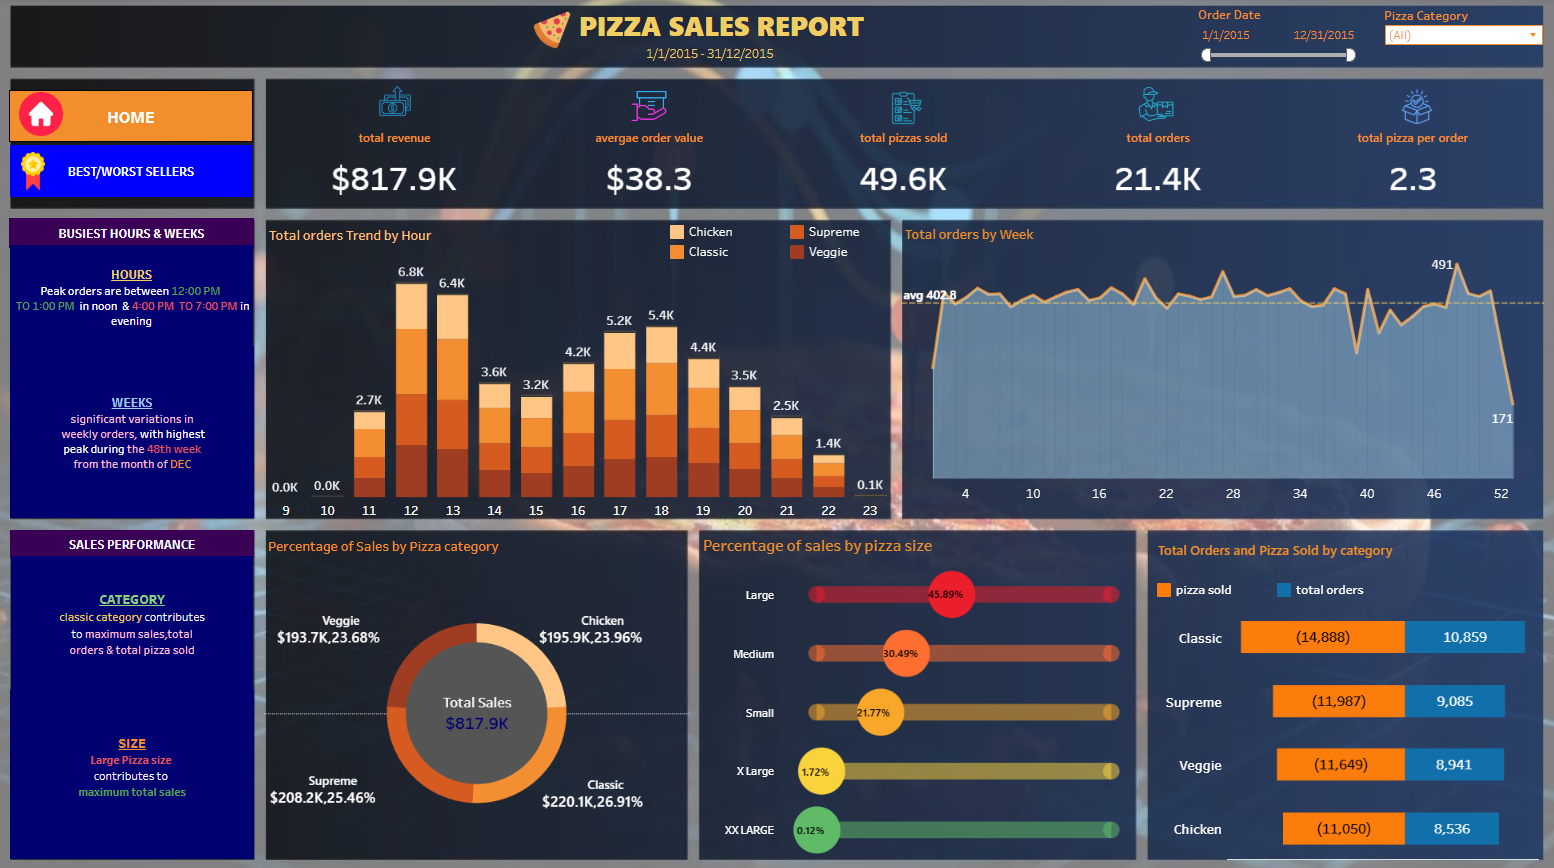 PIZZA SALES REPORT
1/1/2015 - 31/12/2015
Order Date
1/1/2015 12/31/2015
Pizza Category
(All)
HOME
BEST/WORST SELLERS
total revenue
$817.9K
avergae order value
$38.3
total pizzas sold
49.6K
total orders
21.4K
total pizza per order
2.3
BUSIEST HOURS & WEEKS
HOURS
Peak orders are between 12:00 PM
TO 1:00 PM in noon & 4:00 PM TO 7:00 PM in
evening
WEEKS
significant variations in
weekly orders, with highest
peak during the 48th week
from the month of DEC
Total orders Trend by Hour
Chicken Supreme
Classic Veggie
0.0K 0.0K 2.7K 6.8K 6.4K 3.6K 3.2K 4.2K 5.2K 5.4K 4.4K 3.5K 2.5K 1.4K 0.1K
9 10 11 12 13 14 15 16 17 18 19 20 21 22 23
Total orders by Week
491
avg 402.8
171
4 10 16 22 28 34 40 46 52
SALES PERFORMANCE
CATEGORY
classic category contributes
to maximum sales,total
orders & total pizza sold
SIZE
Large Pizza size
contributes to
maximum total sales
Percentage of Sales by Pizza category
Veggie
$193.7K,23.68%
Chicken
$195.9K,23.96%
Total Sales
$817.9K
Supreme
$208.2K,25.46%
Classic
$220.1K,26.91%
Percentage of sales by pizza size
Large 45.89%
Medium 30.49%
Small 21.77%
X Large 1.72%
XX LARGE 0.12%
Total Orders and Pizza Sold by category
pizza sold total orders
Classic (14,888) 10,859
Supreme (11,987) 9,085
Veggie (11,649) 8,941
Chicken (11,050) 8,536